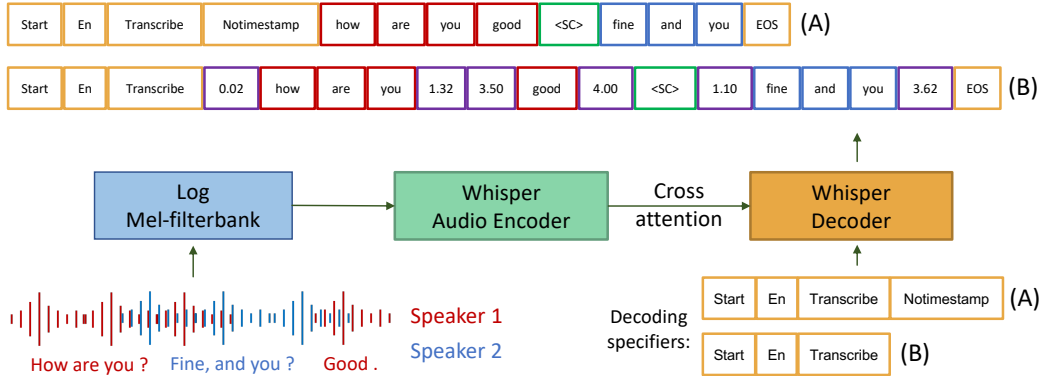 Start En Transcribe Notimestamp how are you good <SC> fine and you EOS (A)
Start En Transcribe 0.02 how are you 1.32 3.50 good 4.00 <SC> 1.10 fine and you 3.62 EOS (B)
Log
Mel-filterbank
Whisper
Audio Encoder
Cross
attention
Whisper
Decoder
Speaker 1
Speaker 2
How are you ? Fine, and you ? Good .
Decoding
specifiers:
Start En Transcribe Notimestamp (A)
Start En Transcribe (B)